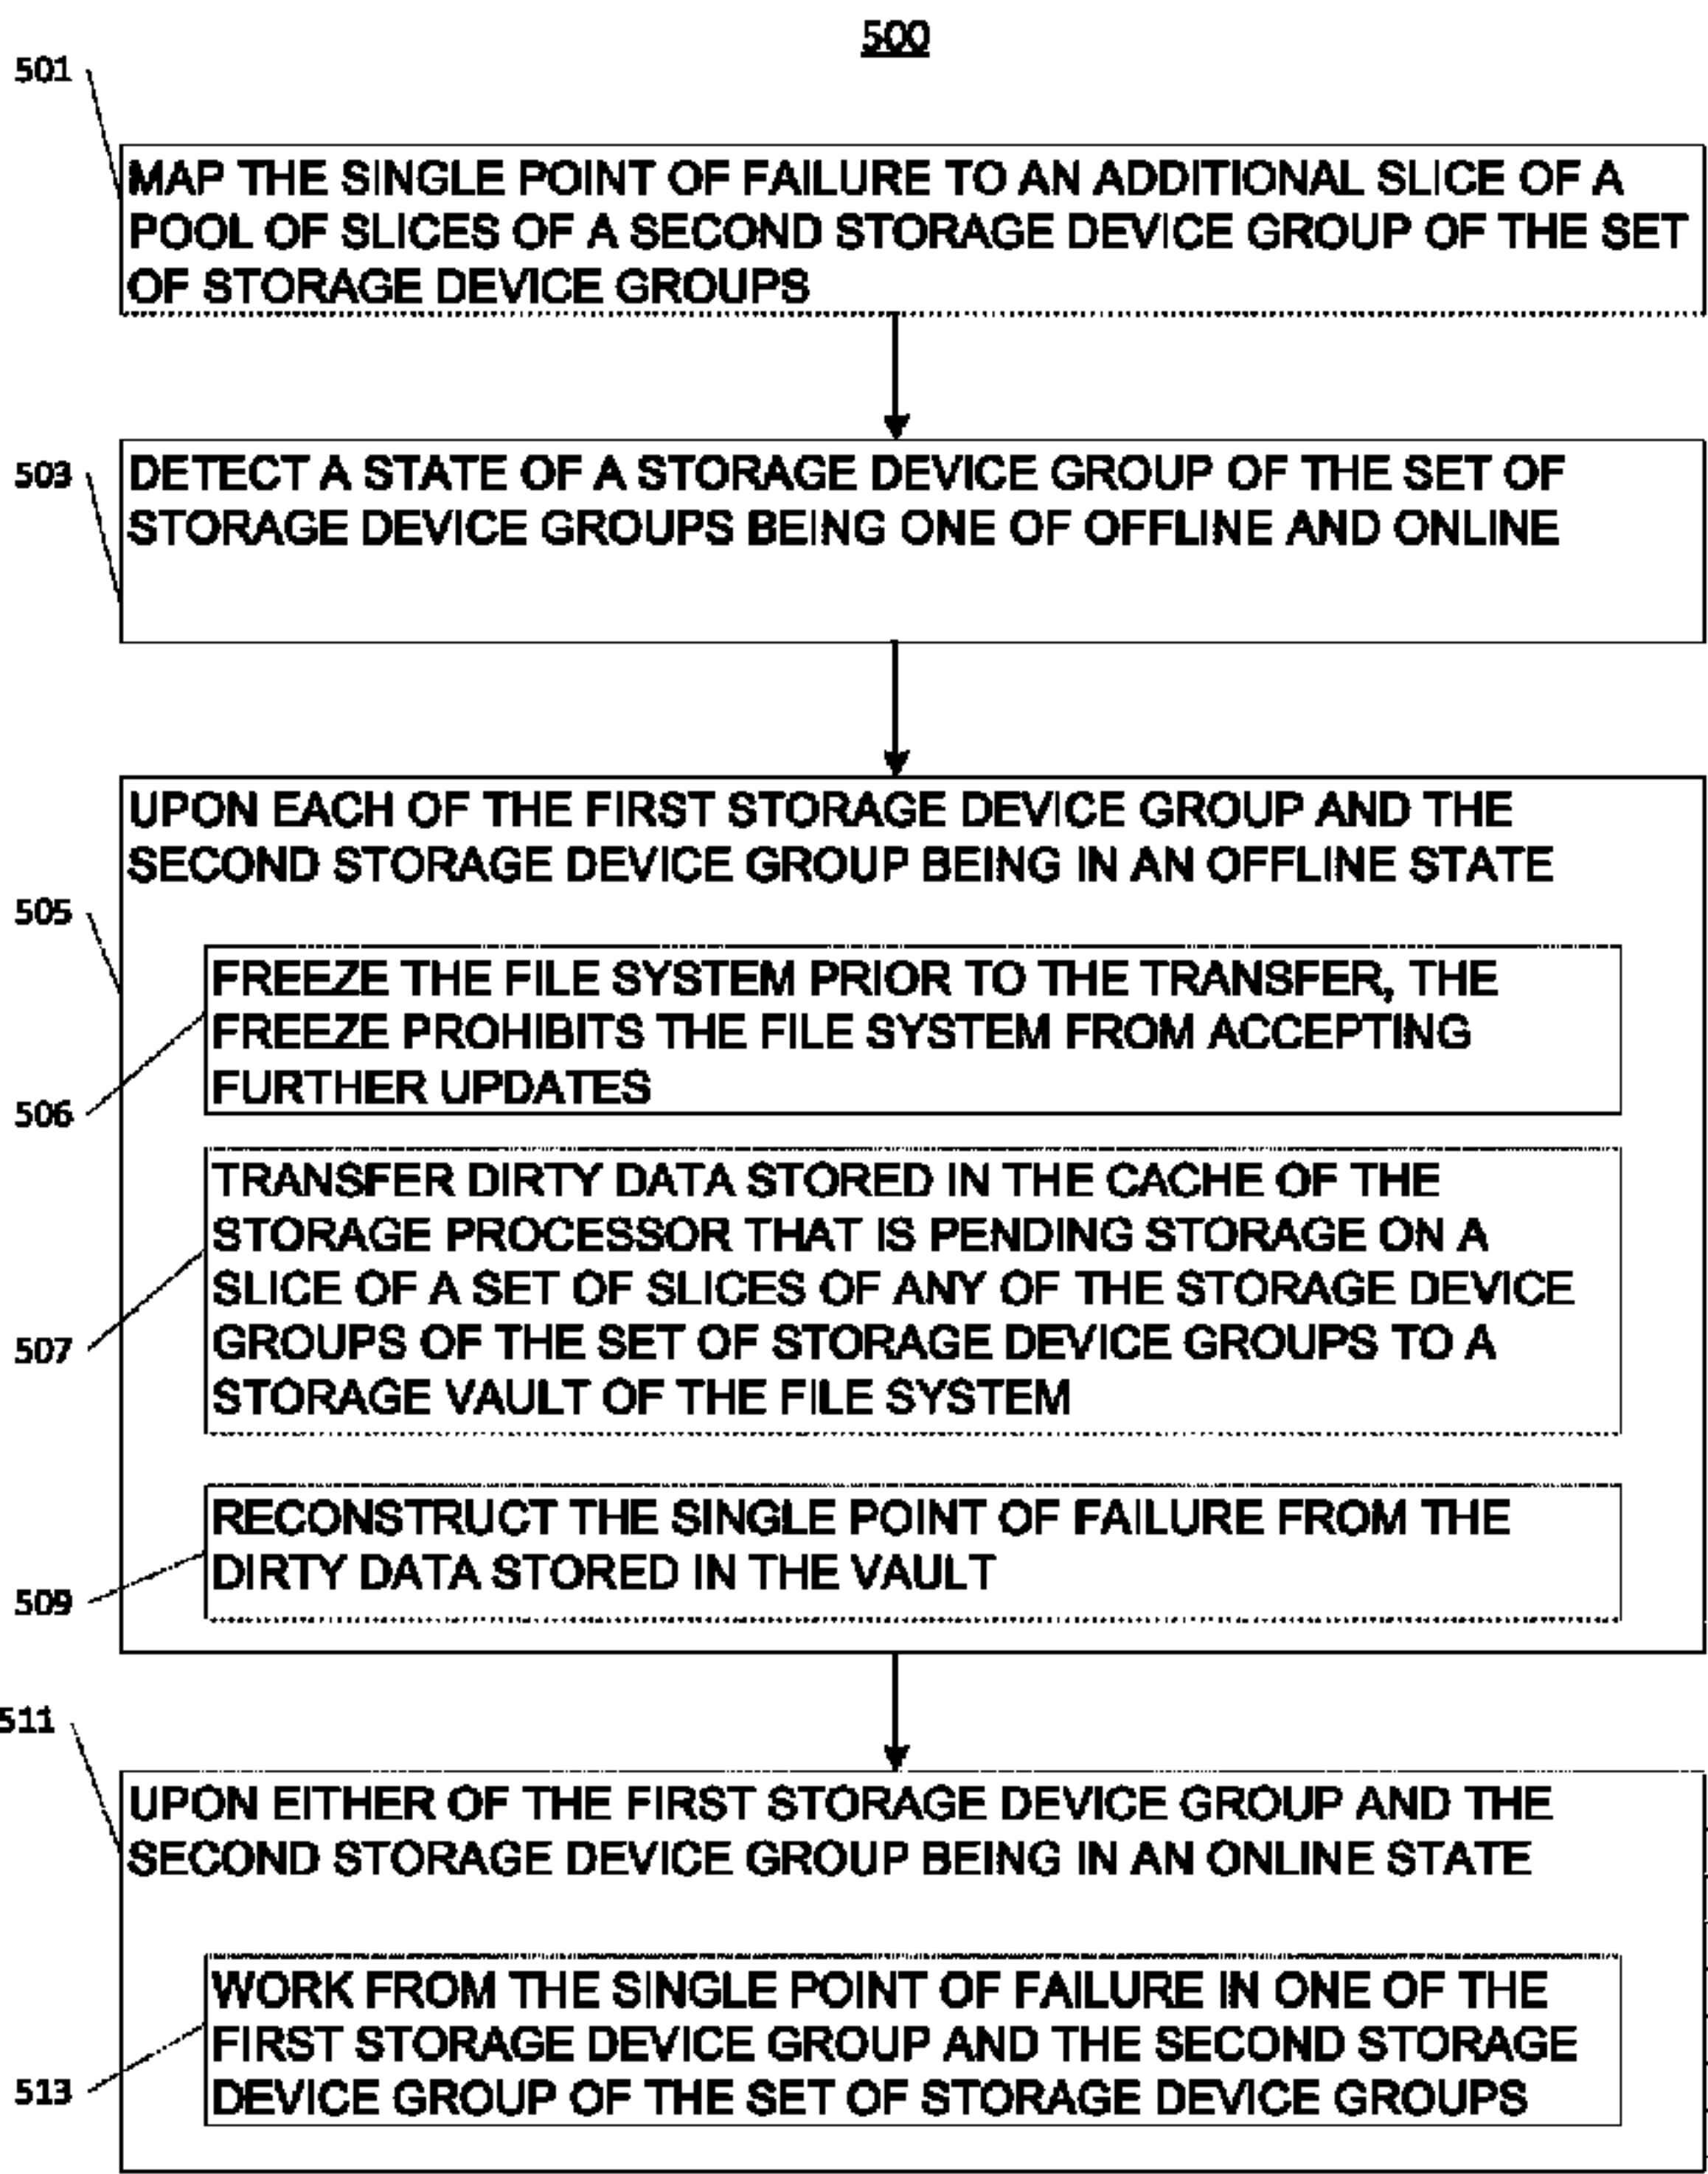 500
501
MAP THE SINGLE POINT OF FAILURE TO AN ADDITIONAL SLICE OF A
POOL OF SLICES OF A SECOND STORAGE DEVICE GROUP OF THE SET
OF STORAGE DEVICE GROUPS
503
DETECT A STATE OF A STORAGE DEVICE GROUP OF THE SET OF
STORAGE DEVICE GROUPS BEING ONE OF OFFLINE AND ONLINE
505
UPON EACH OF THE FIRST STORAGE DEVICE GROUP AND THE
SECOND STORAGE DEVICE GROUP BEING IN AN OFFLINE STATE
506
FREEZE THE FILE SYSTEM PRIOR TO THE TRANSFER, THE
FREEZE PROHIBITS THE FILE SYSTEM FROM ACCEPTING
FURTHER UPDATES
507
TRANSFER DIRTY DATA STORED IN THE CACHE OF THE
STORAGE PROCESSOR THAT IS PENDING STORAGE ON A
SLICE OF A SET OF SLICES OF ANY OF THE STORAGE DEVICE
GROUPS OF THE SET OF STORAGE DEVICE GROUPS TO A
STORAGE VAULT OF THE FILE SYSTEM
509
RECONSTRUCT THE SINGLE POINT OF FAILURE FROM THE
DIRTY DATA STORED IN THE VAULT
511
UPON EITHER OF THE FIRST STORAGE DEVICE GROUP AND THE
SECOND STORAGE DEVICE GROUP BEING IN AN ONLINE STATE
513
WORK FROM THE SINGLE POINT OF FAILURE IN ONE OF THE
FIRST STORAGE DEVICE GROUP AND THE SECOND STORAGE
DEVICE GROUP OF THE SET OF STORAGE DEVICE GROUPS